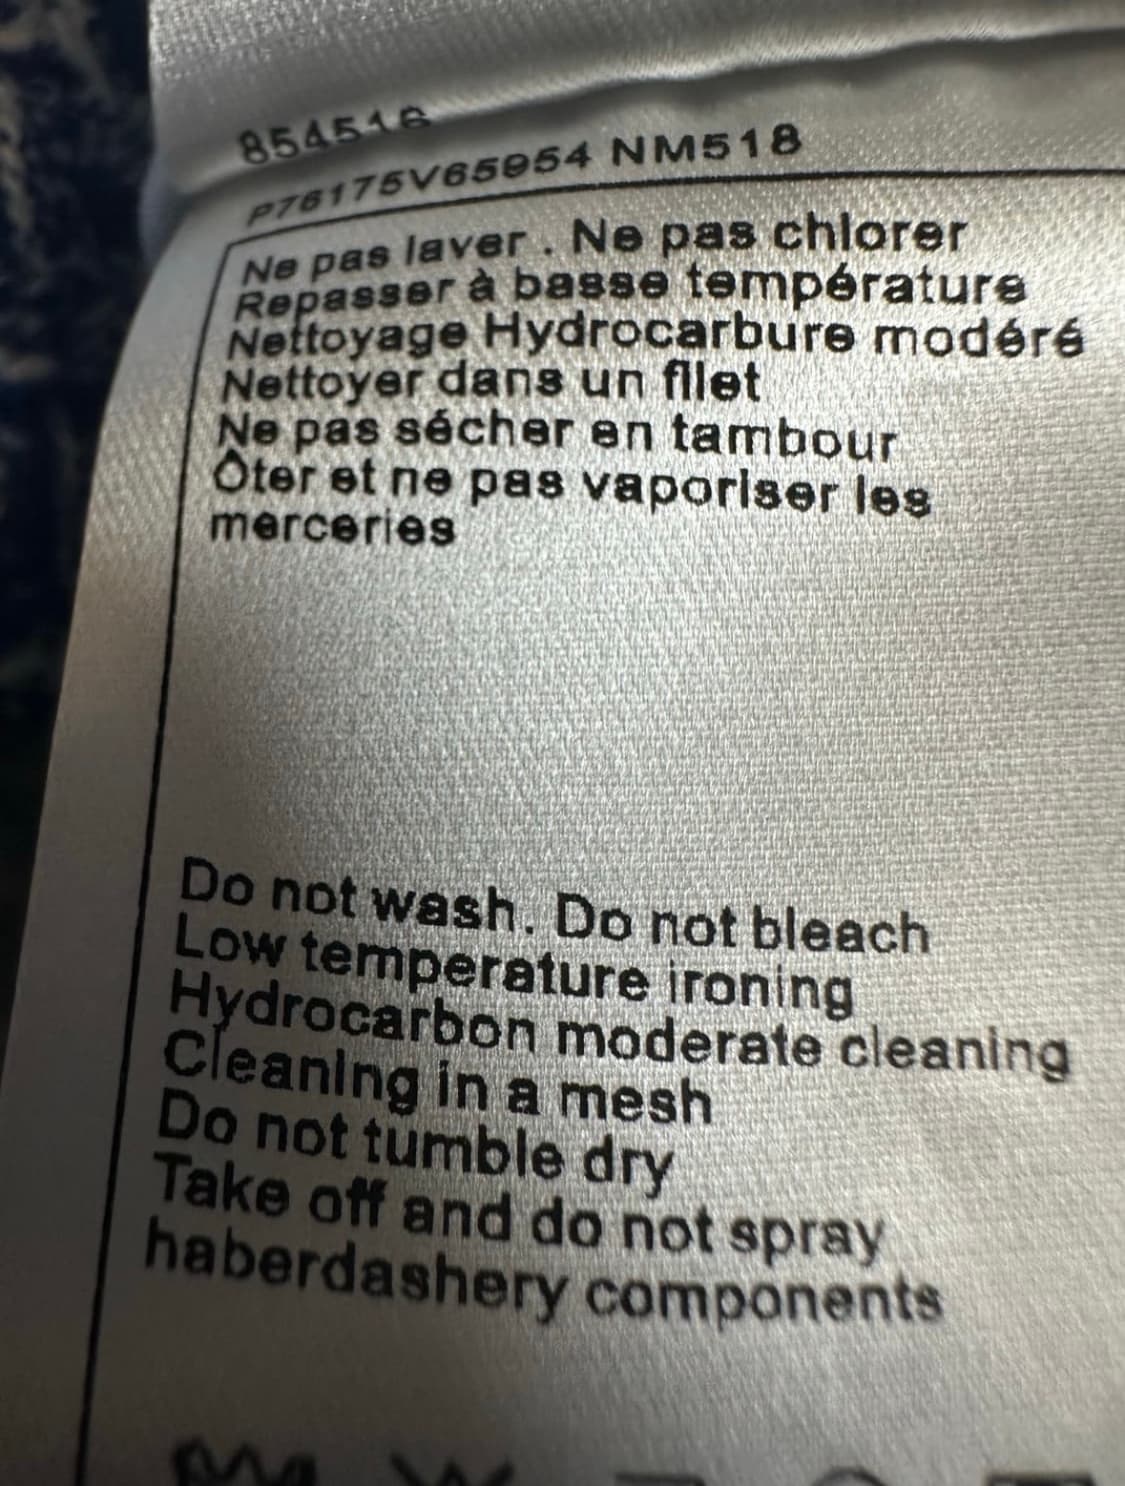 854516
P76175V65954 NM518
Ne pas laver . Ne pas chlorer
Repasser à basse température
Nettoyage Hydrocarbure modéré
Nettoyer dans un filet
Ne pas sécher en tambour
Ôter et ne pas vaporiser les
merceries
Do not wash. Do not bleach
Low temperature ironing
Hydrocarbon moderate cleaning
Cleaning in a mesh
Do not tumble dry
Take off and do not spray
haberdashery components